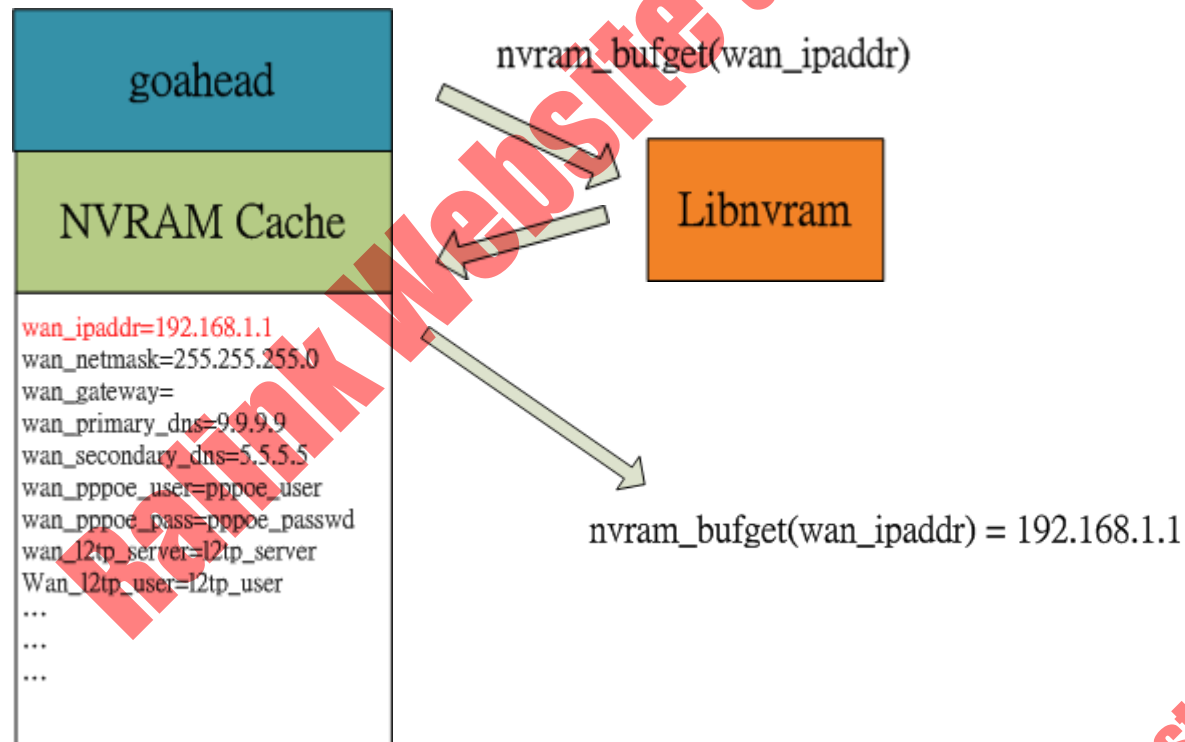 goahead
nvram_bufget(wan_ipaddr)
NVRAM Cache
Libnvram
wan_ipaddr=192.168.1.1
wan_netmask=255.255.255.0
wan_gateway=
wan_primary_dns=9.9.9.9
wan_secondary_dns=5.5.5.5
wan_pppoe_user=pppoe_user
wan_pppoe_pass=pppoe_passwd
wan_l2tp_server=l2tp_server
Wan_l2tp_user=l2tp_user
...
...
...
nvram_bufget(wan_ipaddr) = 192.168.1.1
Ralink Website